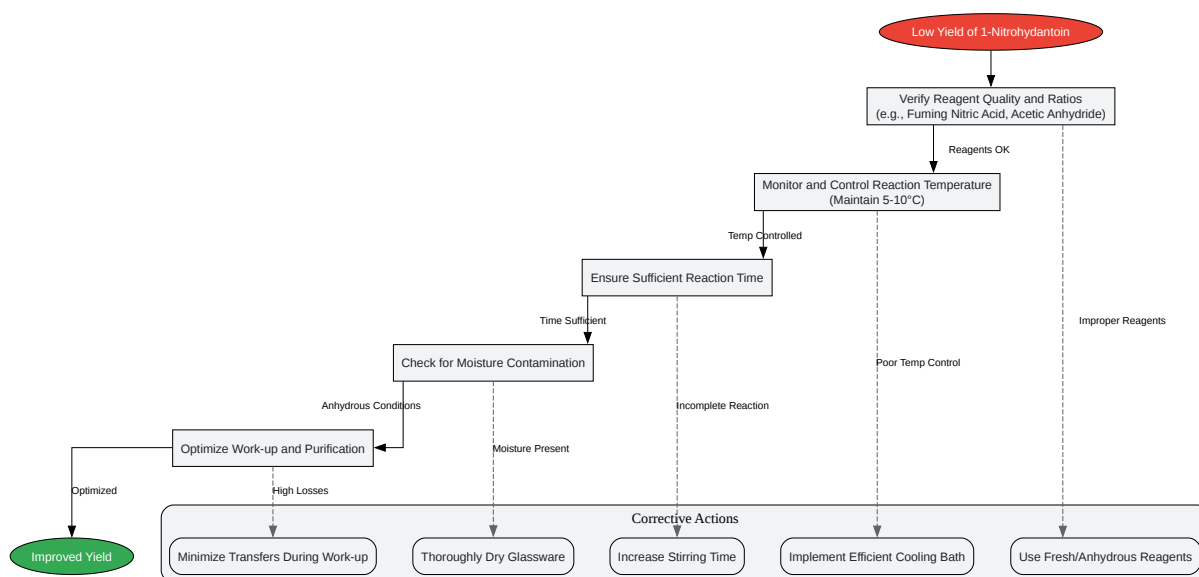 Low Yield of 1-Nitrohydantoin
Verify Reagent Quality and Ratios
(e.g., Fuming Nitric Acid, Acetic Anhydride)
Reagents OK
Monitor and Control Reaction Temperature
(Maintain 5-10°C)
Temp Controlled
Ensure Sufficient Reaction Time
Time Sufficient
Improper Reagents
Check for Moisture Contamination
Poor Temp Control
Anhydrous Conditions
Incomplete Reaction
Optimize Work-up and Purification
Moisture Present
Optimized
High Losses
Corrective Actions
Improved Yield
Minimize Transfers During Work-up
Thoroughly Dry Glassware
Increase Stirring Time
Implement Efficient Cooling Bath
Use Fresh/Anhydrous Reagents